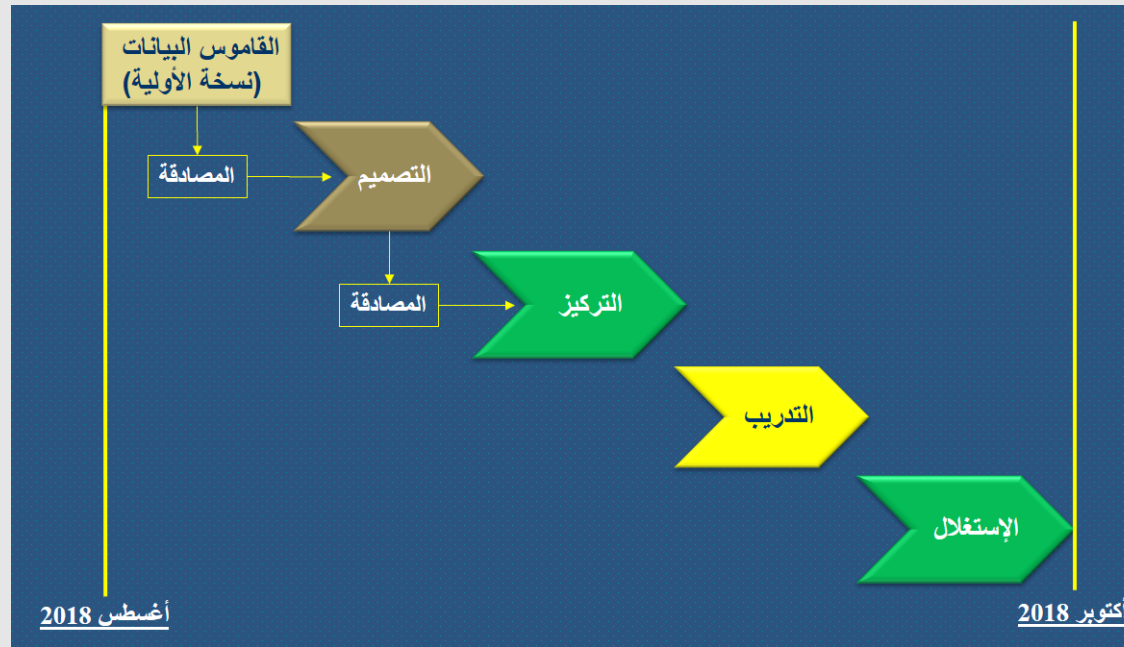 القاموس البيانات
(نسخة الأولية)
المصادقة
التصميم
المصادقة
التركيز
التدريب
الإستغلال
أغسطس 2018
أكتوبر 2018